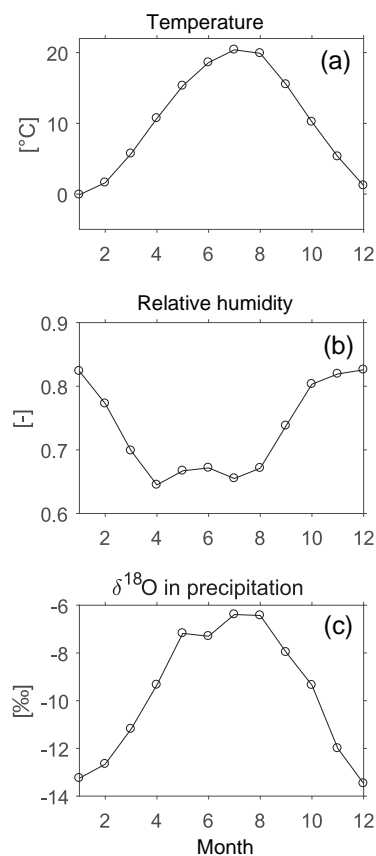 Temperature
(a)
20
10
0
[°C]
2 4 6 8 10 12
Relative humidity
(b)
0.9
0.8
0.7
0.6
[-]
2 4 6 8 10 12
δ¹⁸O in precipitation
(c)
-6
-8
-10
-12
-14
[‰]
2 4 6 8 10 12
Month